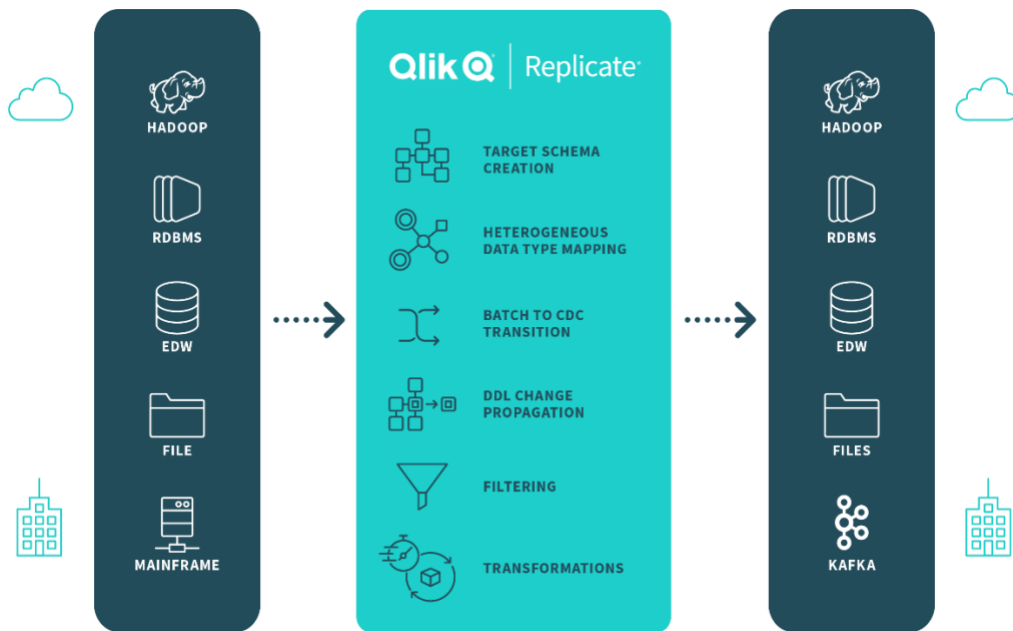 HADOOP
RDBMS
EDW
FILE
MAINFRAME
Qlik Replicate
TARGET SCHEMA
CREATION
HETEROGENEOUS
DATA TYPE MAPPING
BATCH TO CDC
TRANSITION
DDL CHANGE
PROPAGATION
FILTERING
TRANSFORMATIONS
HADOOP
RDBMS
EDW
FILES
KAFKA